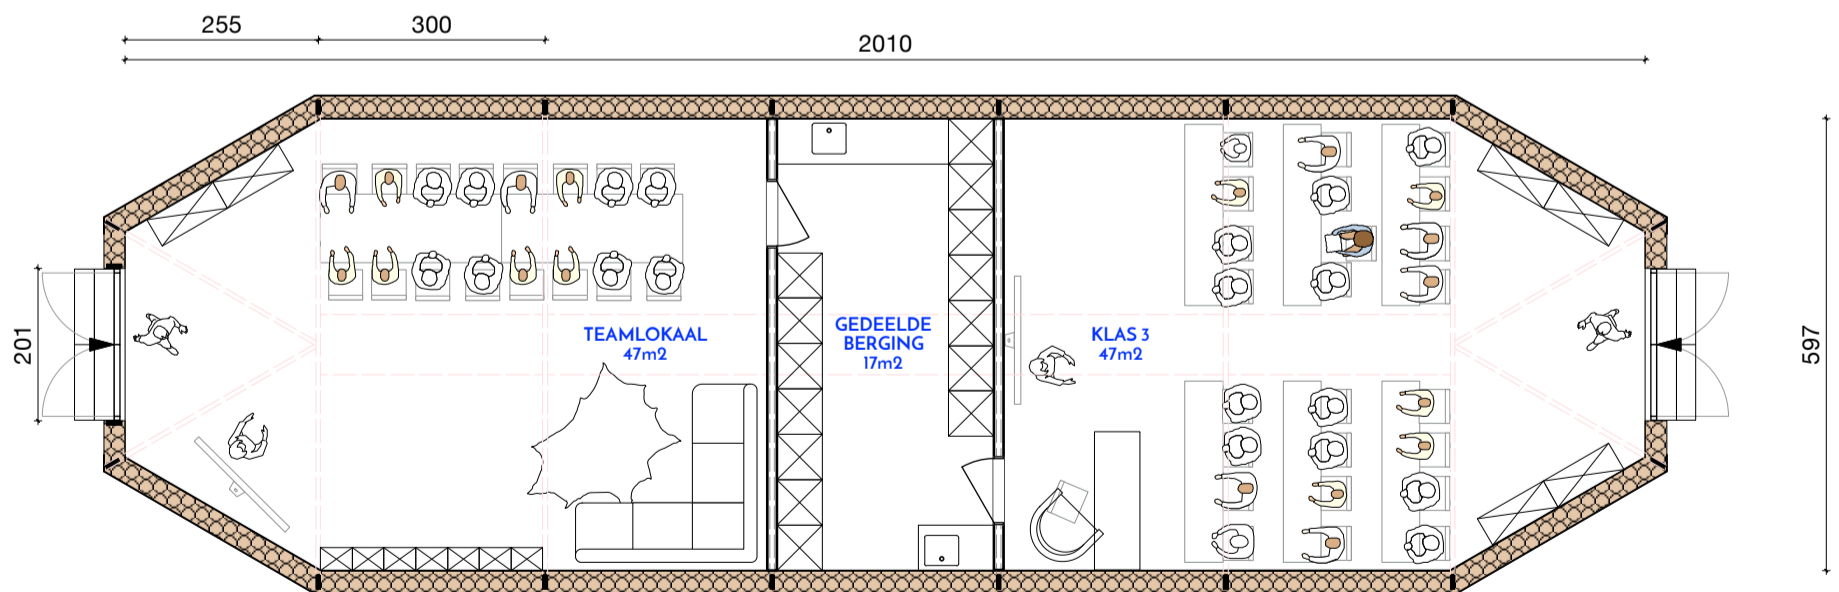 255
300
2010
TEAMLOKAAL
47m2
GEDEELDE
BERGING
17m2
KLAS 3
47m2
201
597